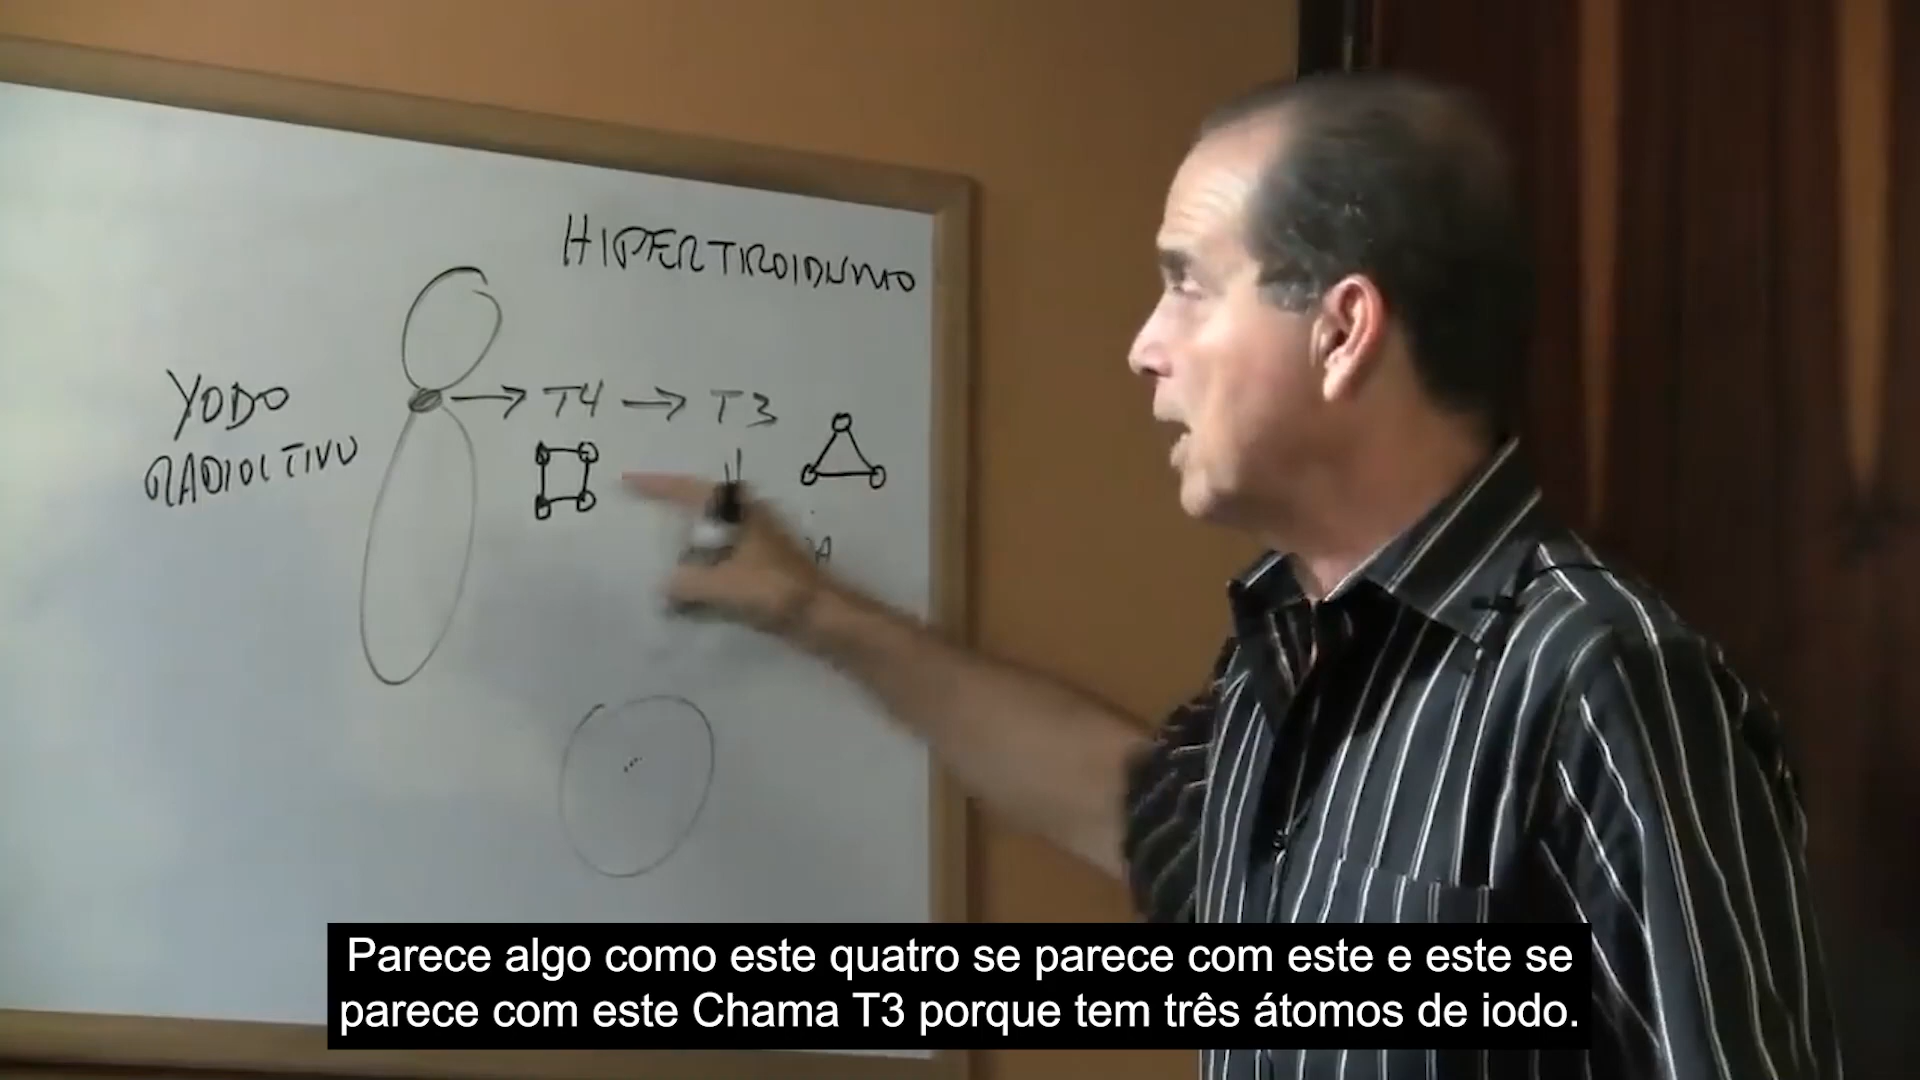 HIPERTIROIDISMO
YODO
RADIOCTIVO
→ T4 → T3
Parece algo como este quatro se parece com este e este se
parece com este Chama T3 porque tem três átomos de iodo.